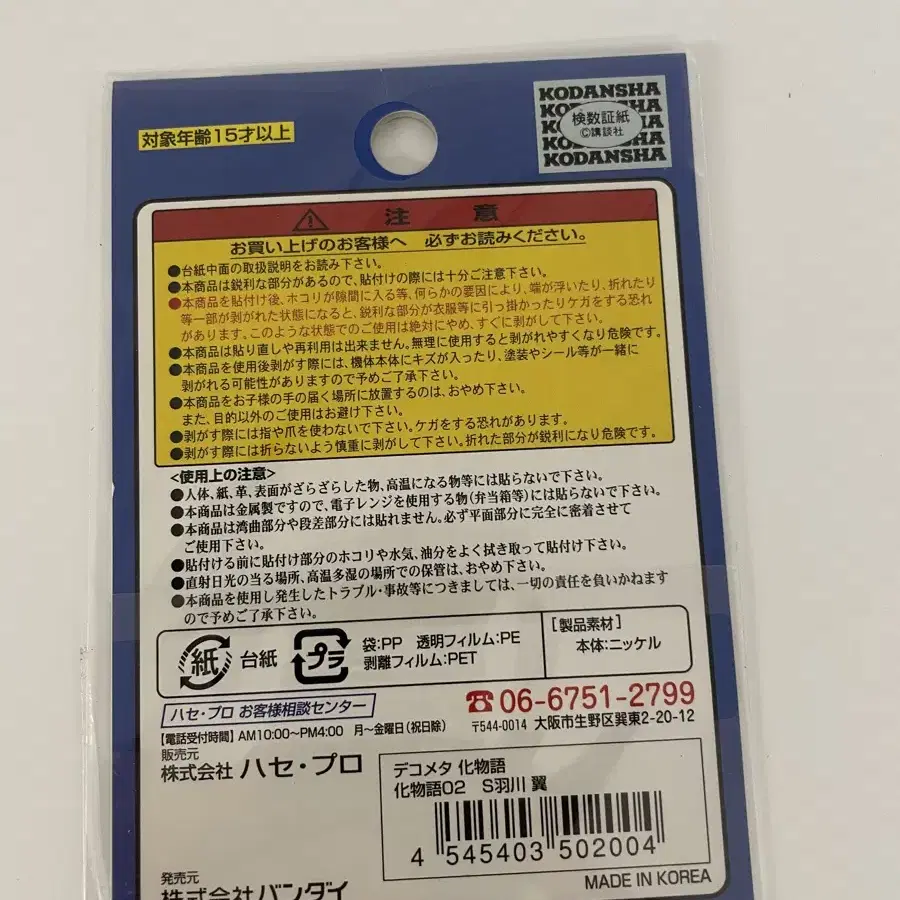 対象年齢15才以上
KODANSHA
検数証紙
©講談社
KODANSHA
注 意
お買い上げのお客様へ 必ずお読みください。
●台紙中面の取扱説明をお読み下さい。
●本商品は鋭利な部分があるので、貼付けの際には十分ご注意下さい。
●本商品を貼付け後、ホコリが隙間に入る等、何らかの要因により、端が浮いたり、折れたり
等一部が剥がれた状態になると、鋭利な部分が衣服等に引っ掛かったりケガをする恐れ
があります。このような状態でのご使用は絶対にやめ、すぐに剥がして下さい。
●本商品は貼り直しや再利用は出来ません。無理に使用すると剥がれやすくなり危険です。
●本商品を使用後剥がす際には、機体本体にキズが入ったり、塗装やシール等が一緒に
剥がれる可能性がありますので予めご了承下さい。
●本商品をお子様の手の届く場所に放置するのは、おやめ下さい。
また、目的以外のご使用はお避け下さい。
●剥がす際には指や爪を使わないで下さい。ケガをする恐れがあります。
●剥がす際には折らないよう慎重に剥がして下さい。折れた部分が鋭利になり危険です。
<使用上の注意>
●人体、紙、革、表面がざらざらした物、高温になる物等には貼らないで下さい。
●本商品は金属製ですので、電子レンジを使用する物(弁当箱等)には貼らないで下さい。
●本商品は湾曲部分や段差部分には貼れません。必ず平面部分に完全に密着させて
ご使用下さい。
●貼付ける前に貼付け部分のホコリや水気、油分をよく拭き取って貼付け下さい。
●直射日光の当る場所、高温多湿の場所での保管は、おやめ下さい。
●本商品を使用し発生したトラブル・事故等につきましては、一切の責任を負いかねます
ので予めご了承下さい。
紙 台紙 プラ 袋:PP 透明フィルム:PE
剥離フィルム:PET
[製品素材]
本体:ニッケル
ハセ・プロ お客様相談センター
☎06-6751-2799
【電話受付時間】AM10:00〜PM4:00 月〜金曜日(祝日除)
〒544-0014 大阪市生野区巽東2-20-12
販売元
株式会社 ハセ・プロ
デコメタ 化物語
化物語02 S羽川 翼
4 545403 502004
発売元
株式会社バンダイ
MADE IN KOREA